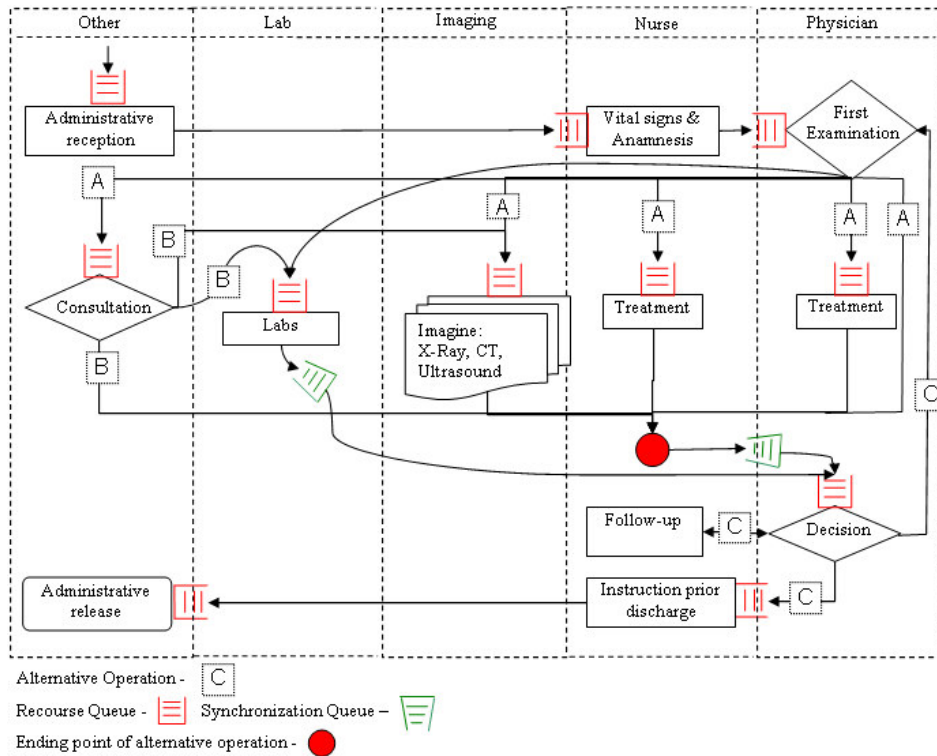 Other Lab Imaging Nurse Physician
Administrative
reception
Vital signs &
Anamnesis
First
Examination
A
A
A
A
A
B
B
Consultation
Labs
Imagine:
X-Ray, CT,
Ultrasound
Treatment
Treatment
B
C
Follow-up
C
Decision
Administrative
release
Instruction prior
discharge
C
Alternative Operation - C
Recourse Queue - Synchronization Queue –
Ending point of alternative operation -